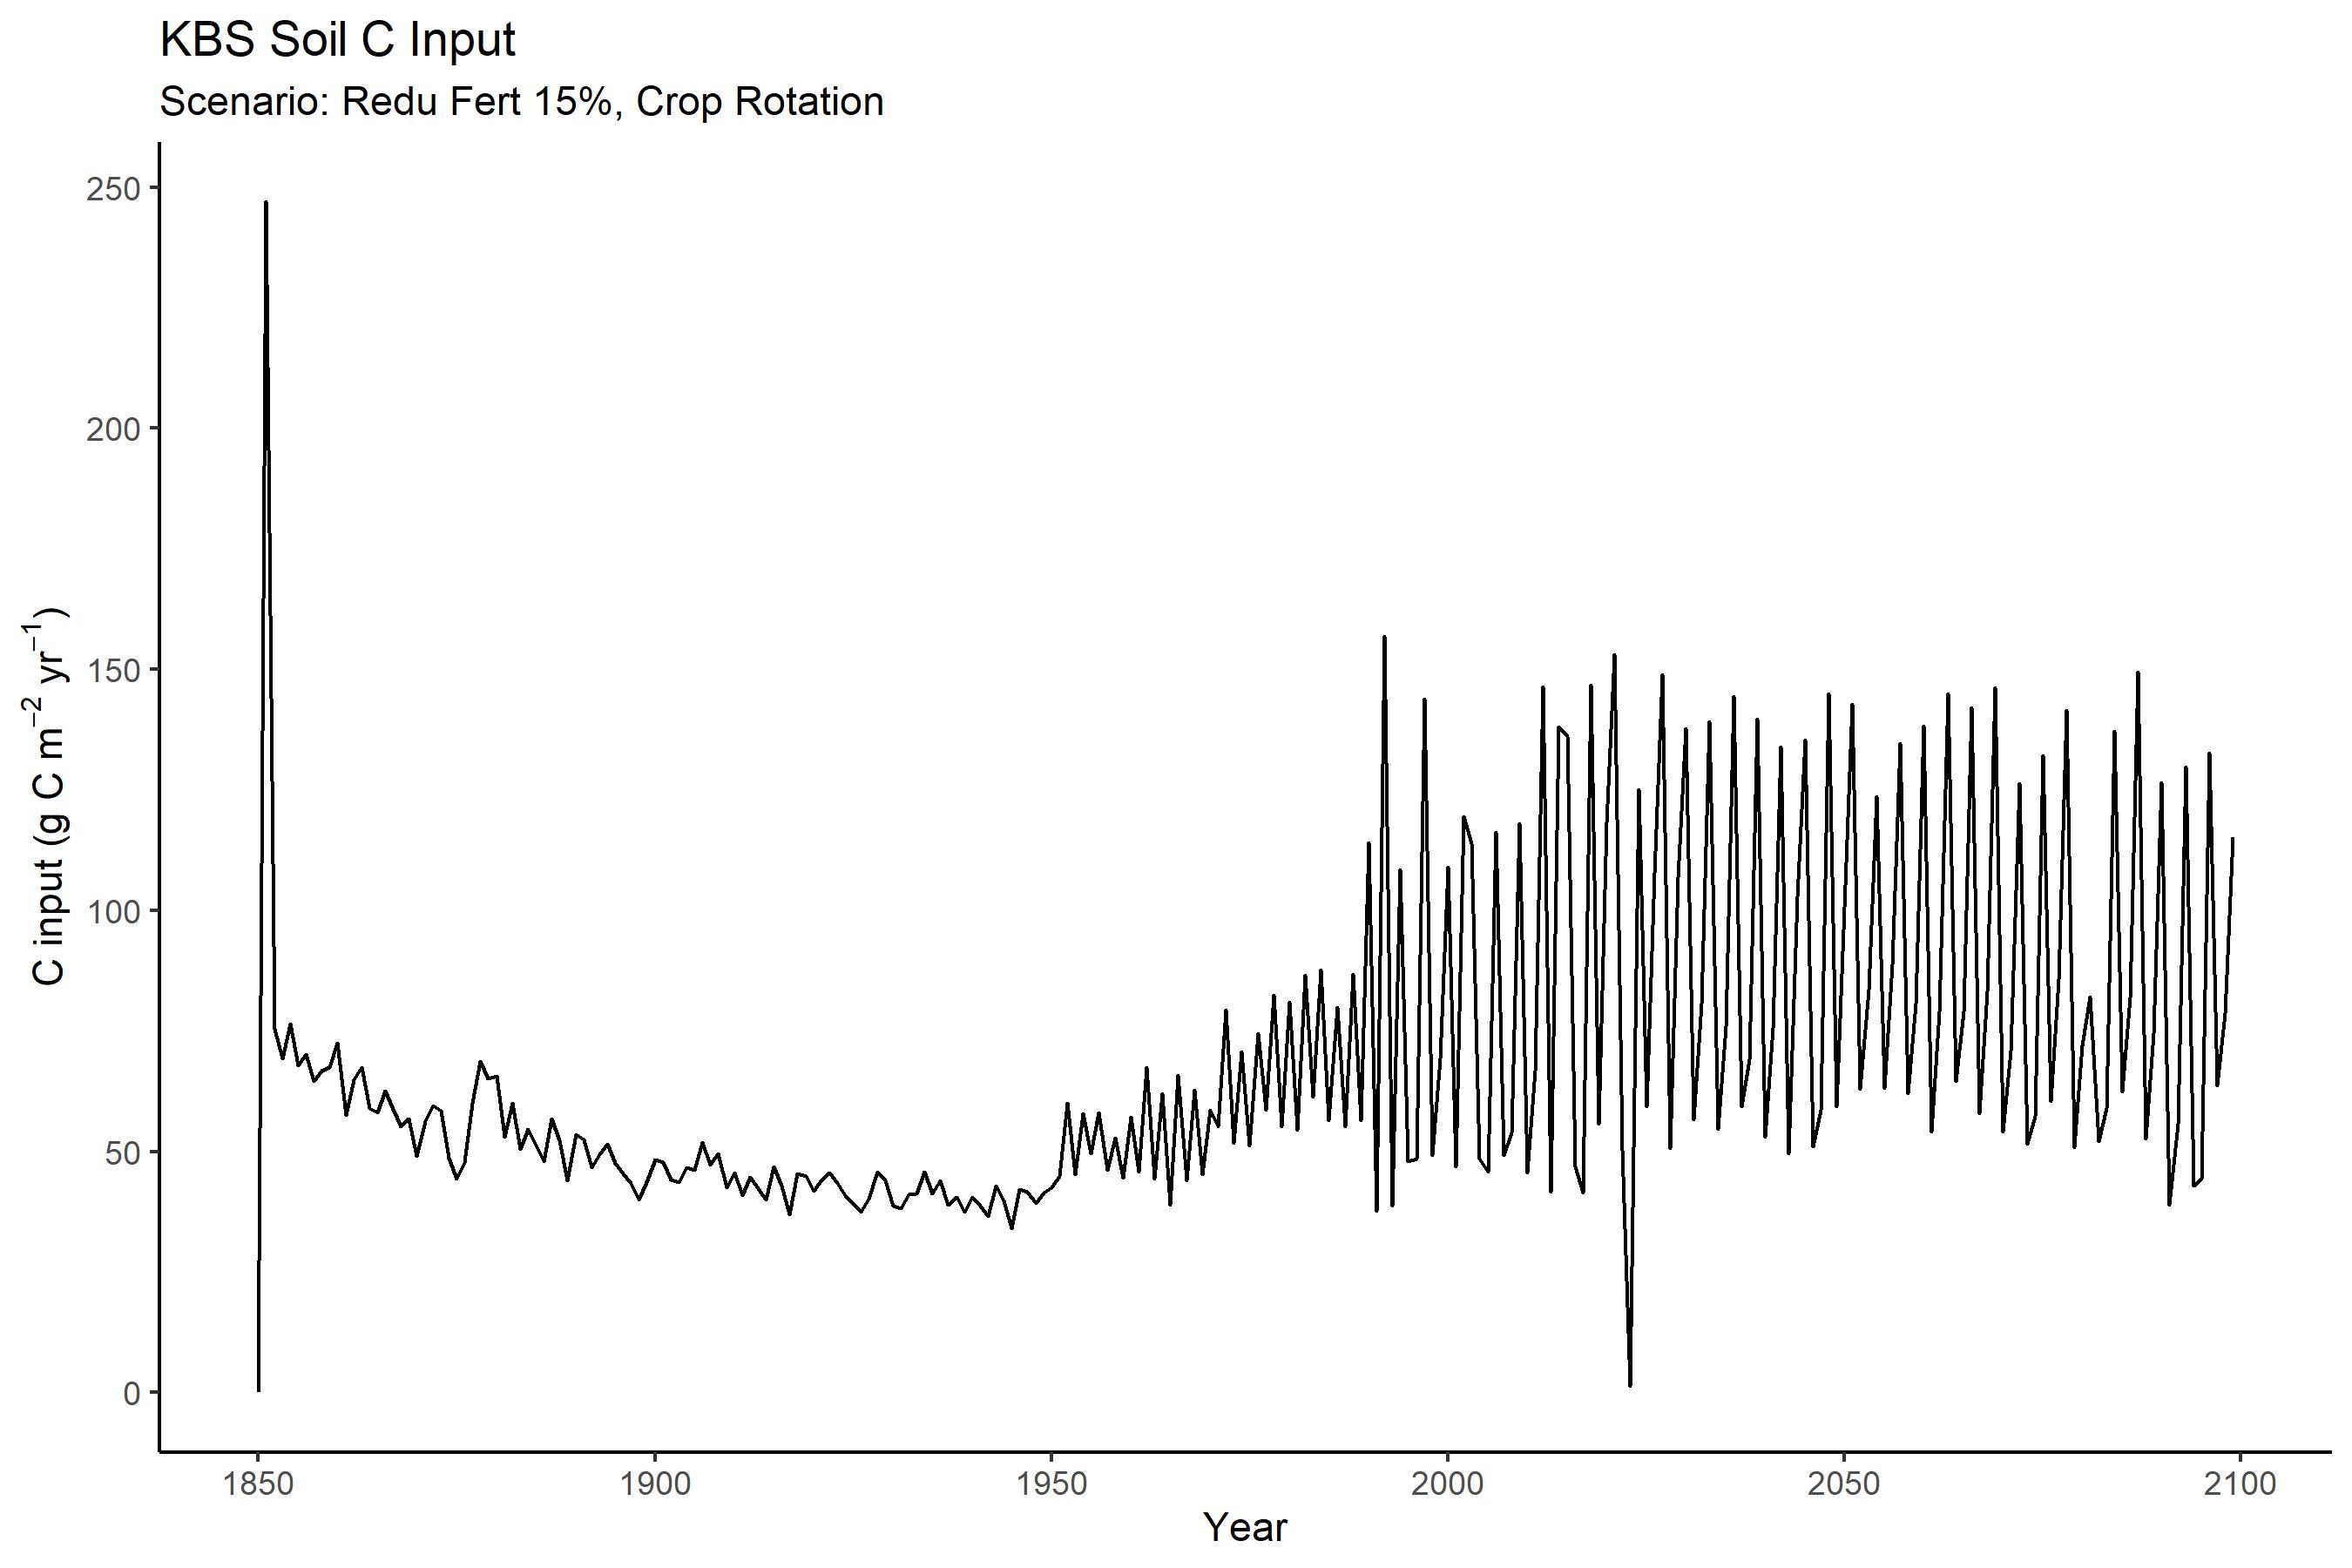 KBS Soil C Input
Scenario: Redu Fert 15%, Crop Rotation
250
200
150
100
50
0
C input (g C m⁻² yr⁻¹)
1850 1900 1950 2000 2050 2100
Year